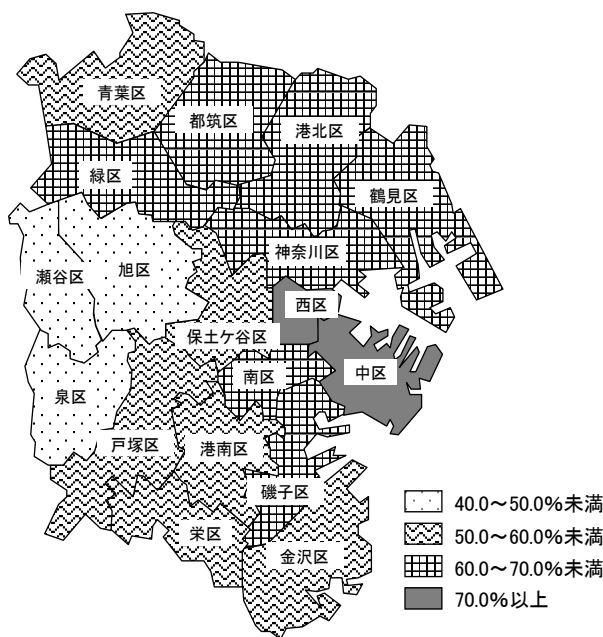 青葉区
都筑区
港北区
緑区
鶴見区
神奈川区
瀬谷区
旭区
西区
保土ケ谷区
中区
南区
泉区
戸塚区
港南区
磯子区
栄区
金沢区
40.0～50.0%未満
50.0～60.0%未満
60.0～70.0%未満
70.0%以上